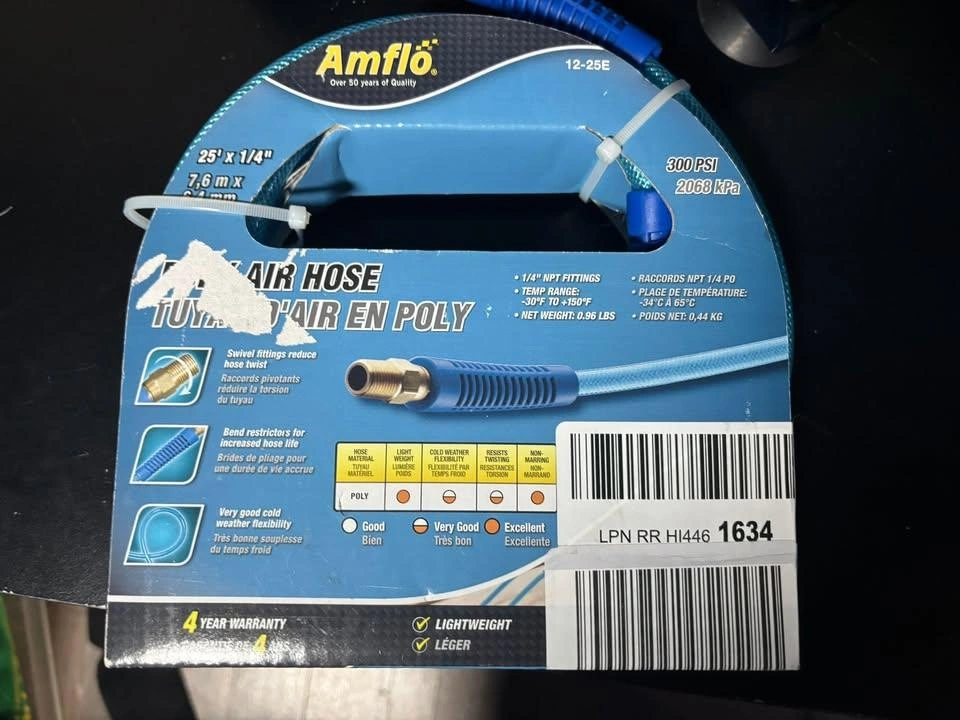 Amflo®
Over 50 years of Quality
12-25E
25' x 1/4"
7,6 m x
300 PSI
2068 kPa
AIR HOSE
D'AIR EN POLY
• 1/4" NPT FITTINGS
• TEMP RANGE:
-30°F TO +150°F
• NET WEIGHT: 0.96 LBS
• RACCORDS NPT 1/4 PO
• PLAGE DE TEMPÉRATURE:
-34°C À 65°C
• POIDS NET: 0,44 KG
Swivel fittings reduce
hose twist
Raccords pivotants
réduire la torsion
du tuyau
Bend restrictors for
increased hose life
Brides de pliage pour
une durée de vie accrue
Very good cold
weather flexibility
Très bonne souplesse
du temps froid
HOSE
MATERIAL
TUYAU
MATÉRIEL
LIGHT
WEIGHT
LUMIÈRE
POIDS
COLD WEATHER
FLEXIBILITY
FLEXIBILITÉ PAR
TEMPS FROID
RESISTS
TWISTING
RESISTANCES
TORSION
NON-
MARRING
NON-
MARRAND
POLY
Good
Bien
Very Good
Très bon
Excellent
Excellente
LPN RR HI446 1634
4 YEAR WARRANTY
DE 4 ANS
LIGHTWEIGHT
LÉGER